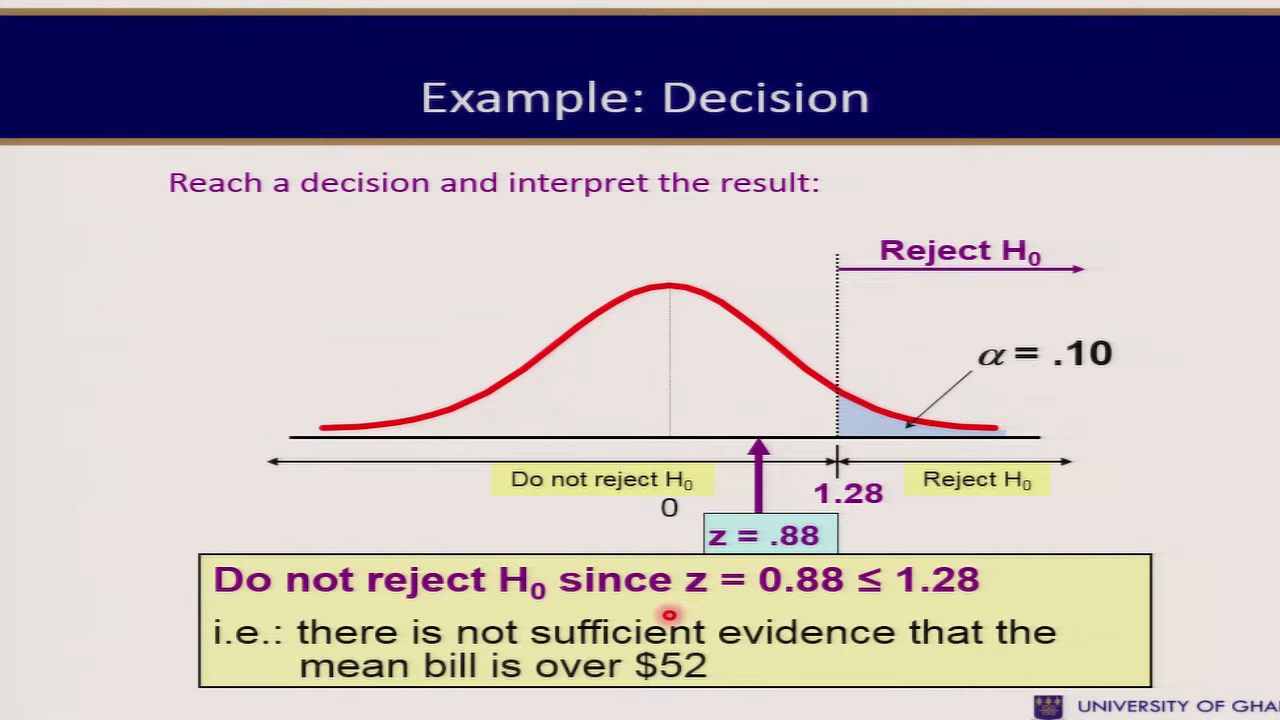 Example: Decision
Reach a decision and interpret the result:
Reject H₀
α = .10
Do not reject H₀
Reject H₀
1.28
0
z = .88
Do not reject H₀ since z = 0.88 ≤ 1.28
i.e.: there is not sufficient evidence that the
mean bill is over $52
UNIVERSITY OF GHA